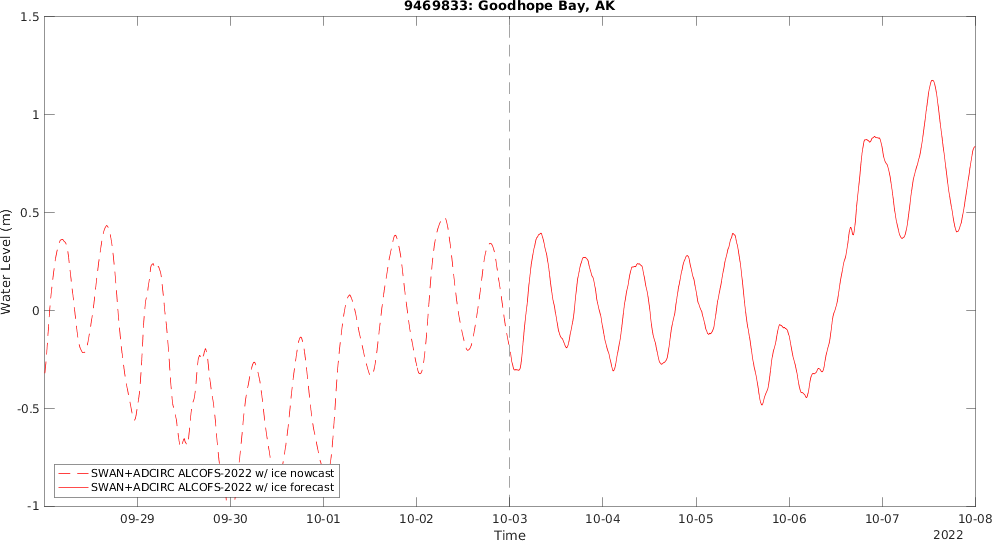 9469833: Goodhope Bay, AK
Water Level (m)
1.5
1
0.5
0
-0.5
-1
SWAN+ADCIRC ALCOFS-2022 w/ ice nowcast
SWAN+ADCIRC ALCOFS-2022 w/ ice forecast
09-29 09-30 10-01 10-02 10-03 10-04 10-05 10-06 10-07 10-08
Time
2022